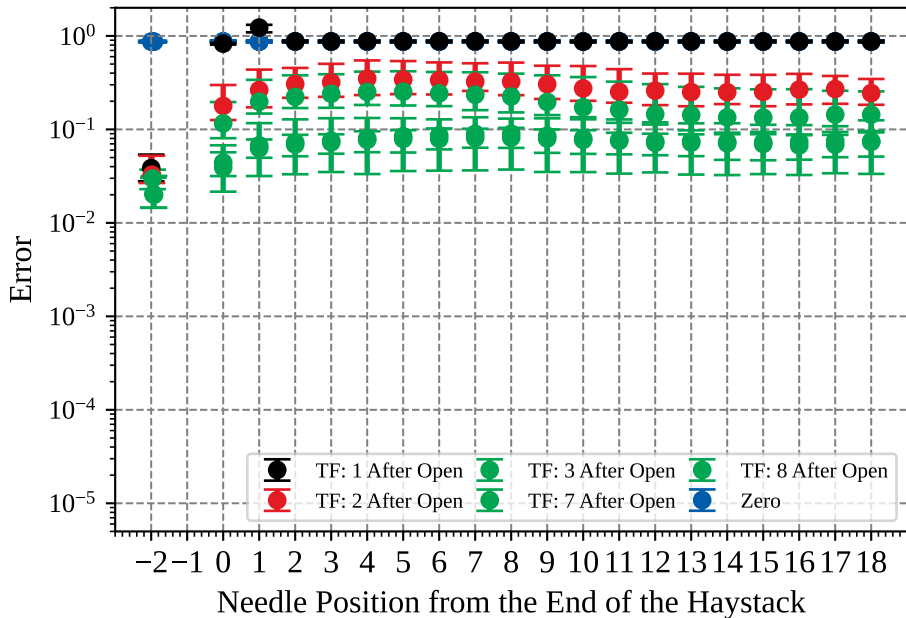 10⁰
10⁻¹
10⁻²
10⁻³
10⁻⁴
10⁻⁵
Error
TF: 1 After Open TF: 3 After Open TF: 8 After Open
TF: 2 After Open TF: 7 After Open Zero
−2 −1 0 1 2 3 4 5 6 7 8 9 10 11 12 13 14 15 16 17 18
Needle Position from the End of the Haystack